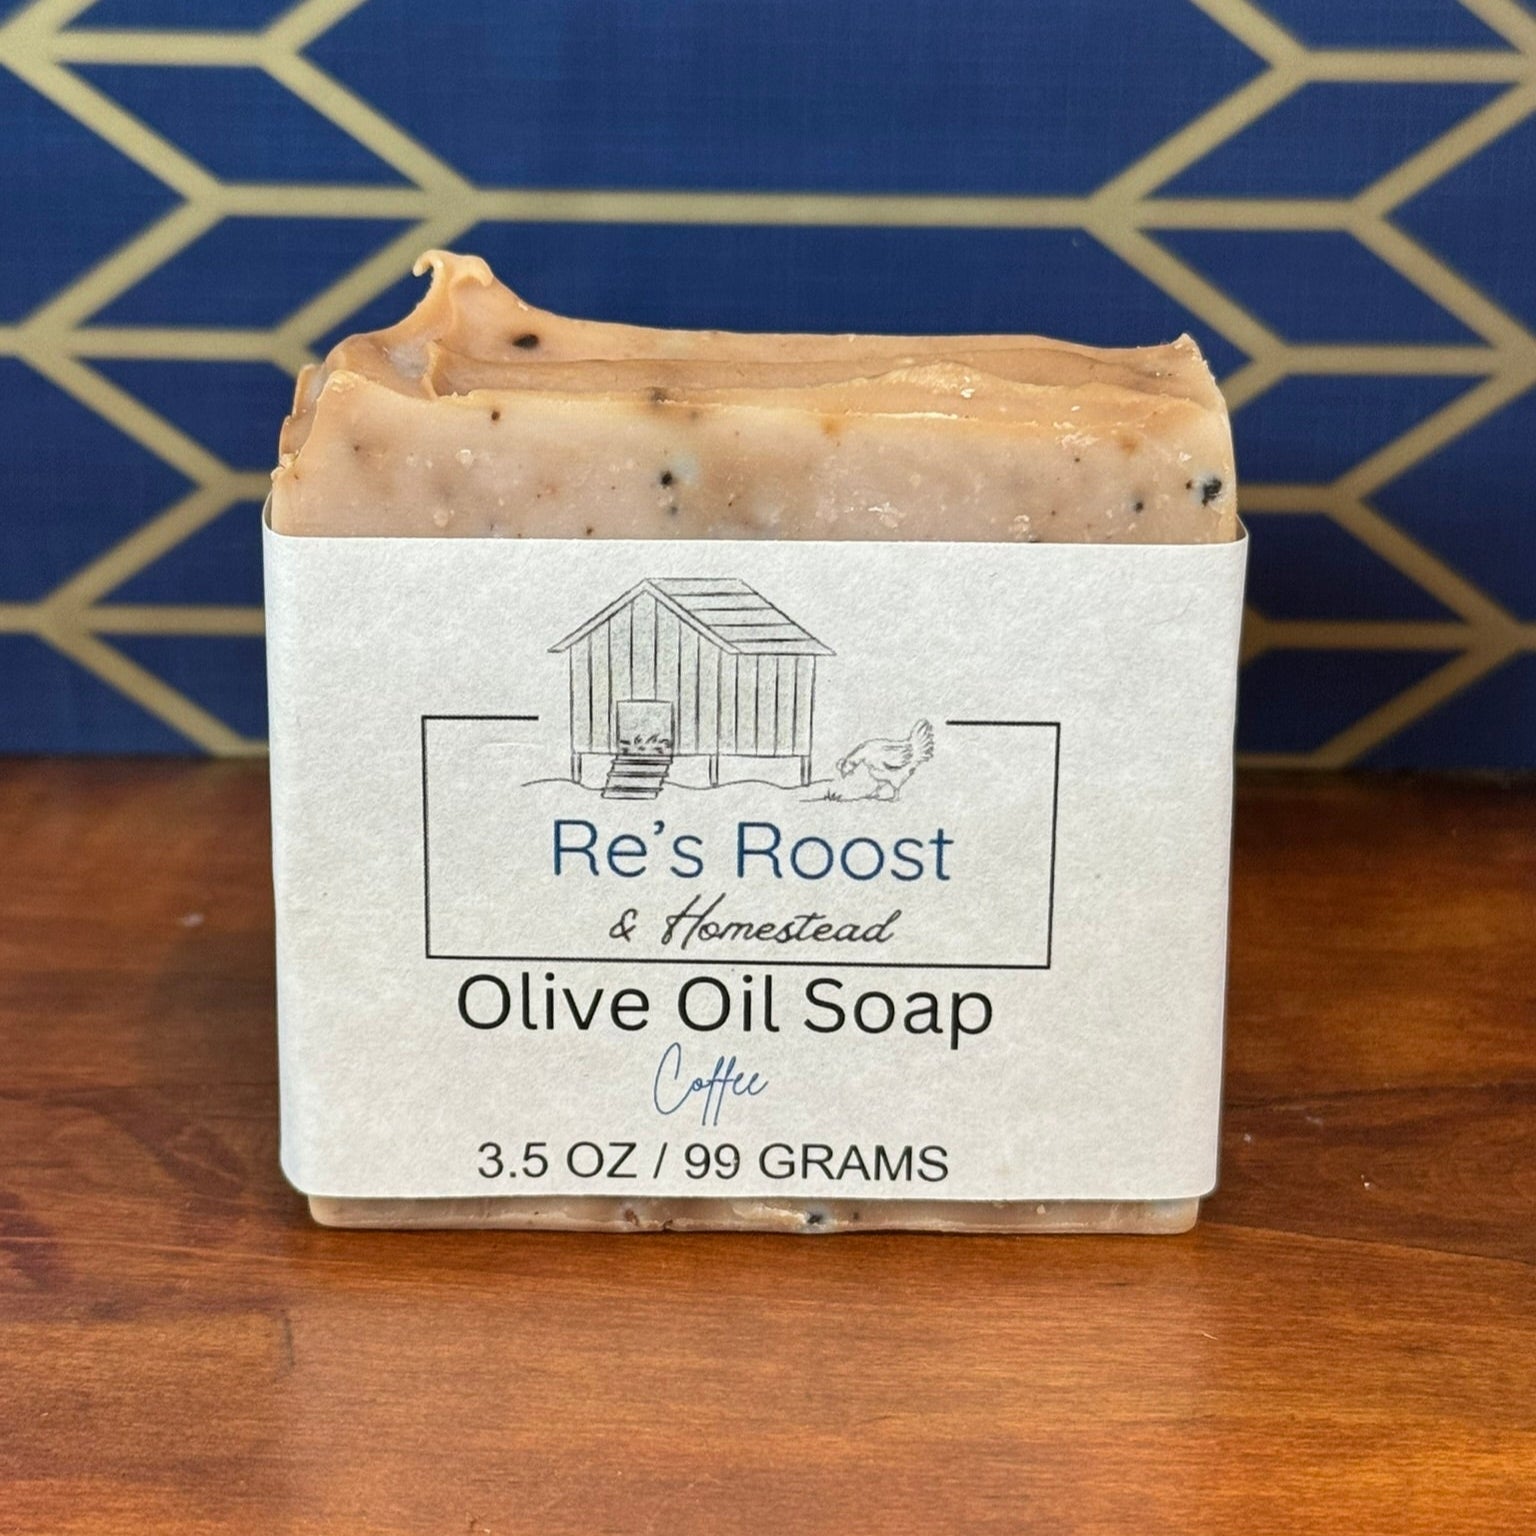 Re's Roost
& Homestead
Olive Oil Soap
Coffee
3.5 OZ / 99 GRAMS